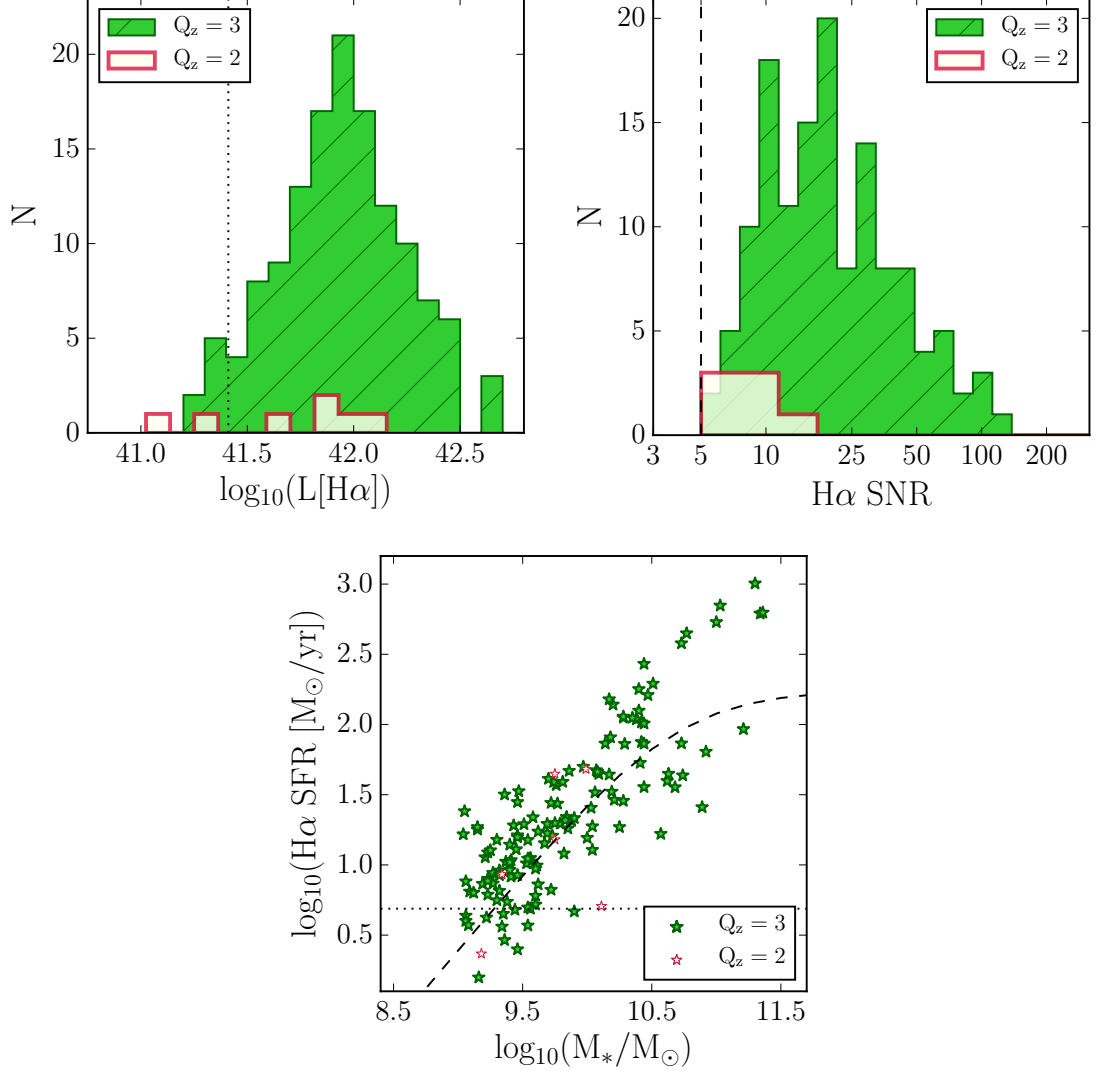 Q_z = 3
Q_z = 2
20
15
10
5
0
N
41.0 41.5 42.0 42.5
log₁₀(L[Hα])
Q_z = 3
Q_z = 2
20
15
10
5
0
N
3 5 10 25 50 100 200
Hα SNR
3.0
2.5
2.0
1.5
1.0
0.5
log₁₀(Hα SFR [M_⊙/yr])
Q_z = 3
Q_z = 2
8.5 9.5 10.5 11.5
log₁₀(M_*/M_⊙)